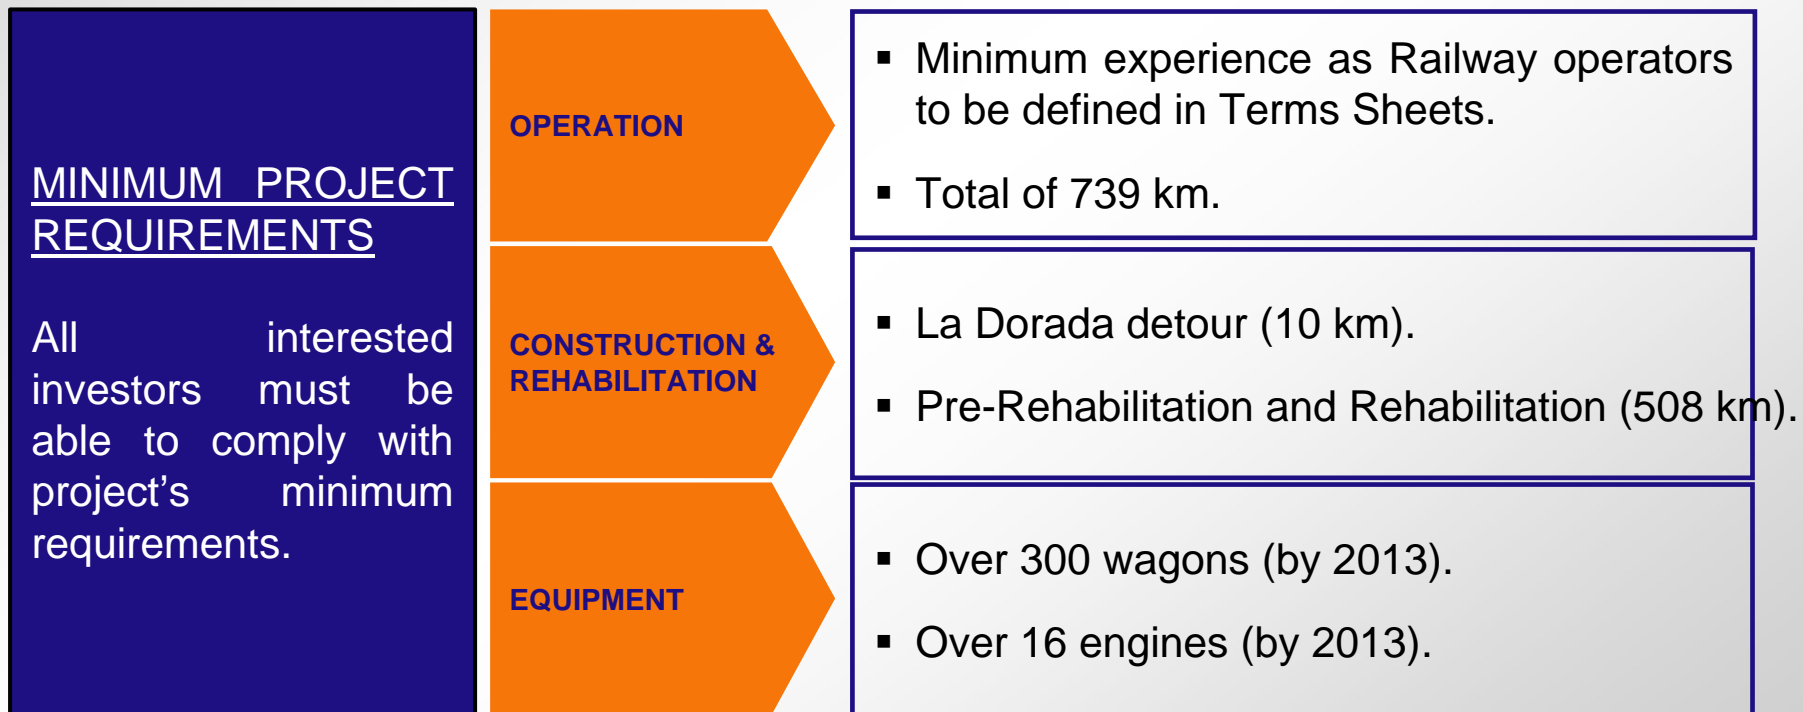 MINIMUM PROJECT
REQUIREMENTS
All interested
investors must be
able to comply with
project's minimum
requirements.
OPERATION
▪ Minimum experience as Railway operators
to be defined in Terms Sheets.
▪ Total of 739 km.
CONSTRUCTION &
REHABILITATION
▪ La Dorada detour (10 km).
▪ Pre-Rehabilitation and Rehabilitation (508 km).
EQUIPMENT
▪ Over 300 wagons (by 2013).
▪ Over 16 engines (by 2013).